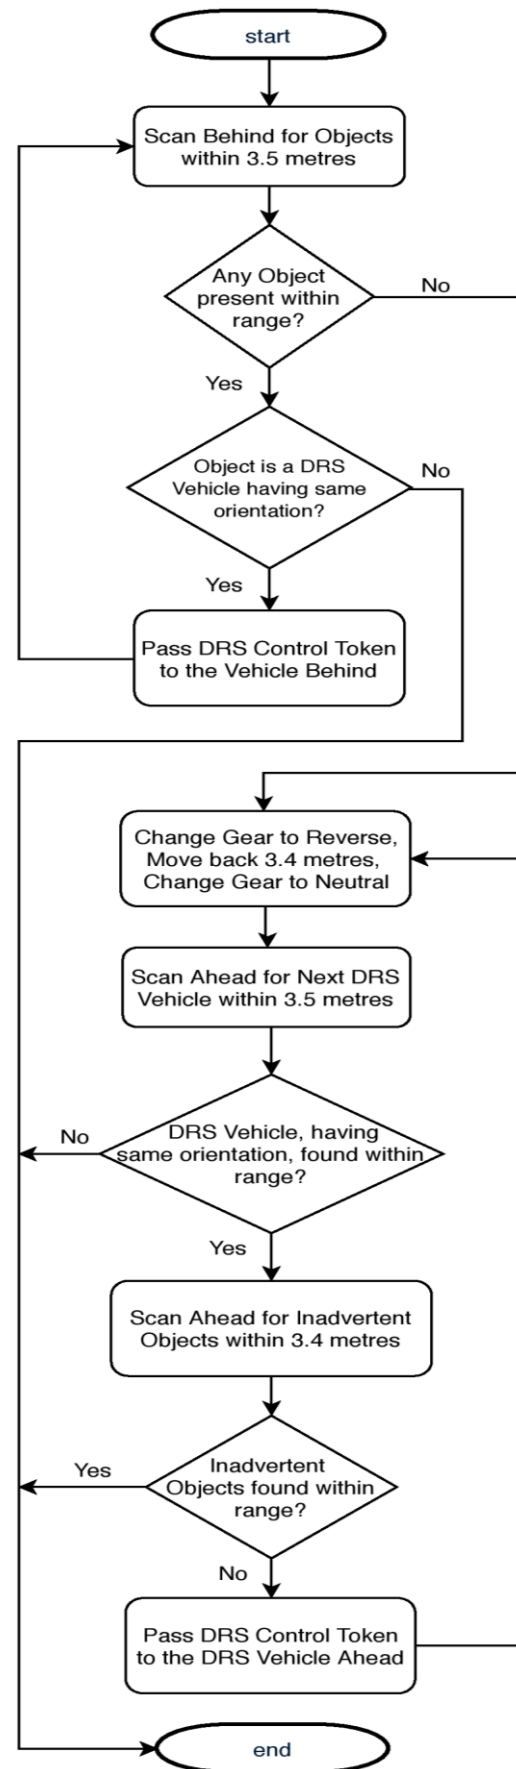 start
Scan Behind for Objects
within 3.5 metres
Any Object
present within
range?
No
Yes
Object is a DRS
Vehicle having same
orientation?
No
Yes
Pass DRS Control Token
to the Vehicle Behind
Change Gear to Reverse,
Move back 3.4 metres,
Change Gear to Neutral
Scan Ahead for Next DRS
Vehicle within 3.5 metres
No
DRS Vehicle, having
same orientation, found within
range?
Yes
Scan Ahead for Inadvertent
Objects within 3.4 metres
Yes
Inadvertent
Objects found within
range?
No
Pass DRS Control Token
to the DRS Vehicle Ahead
end